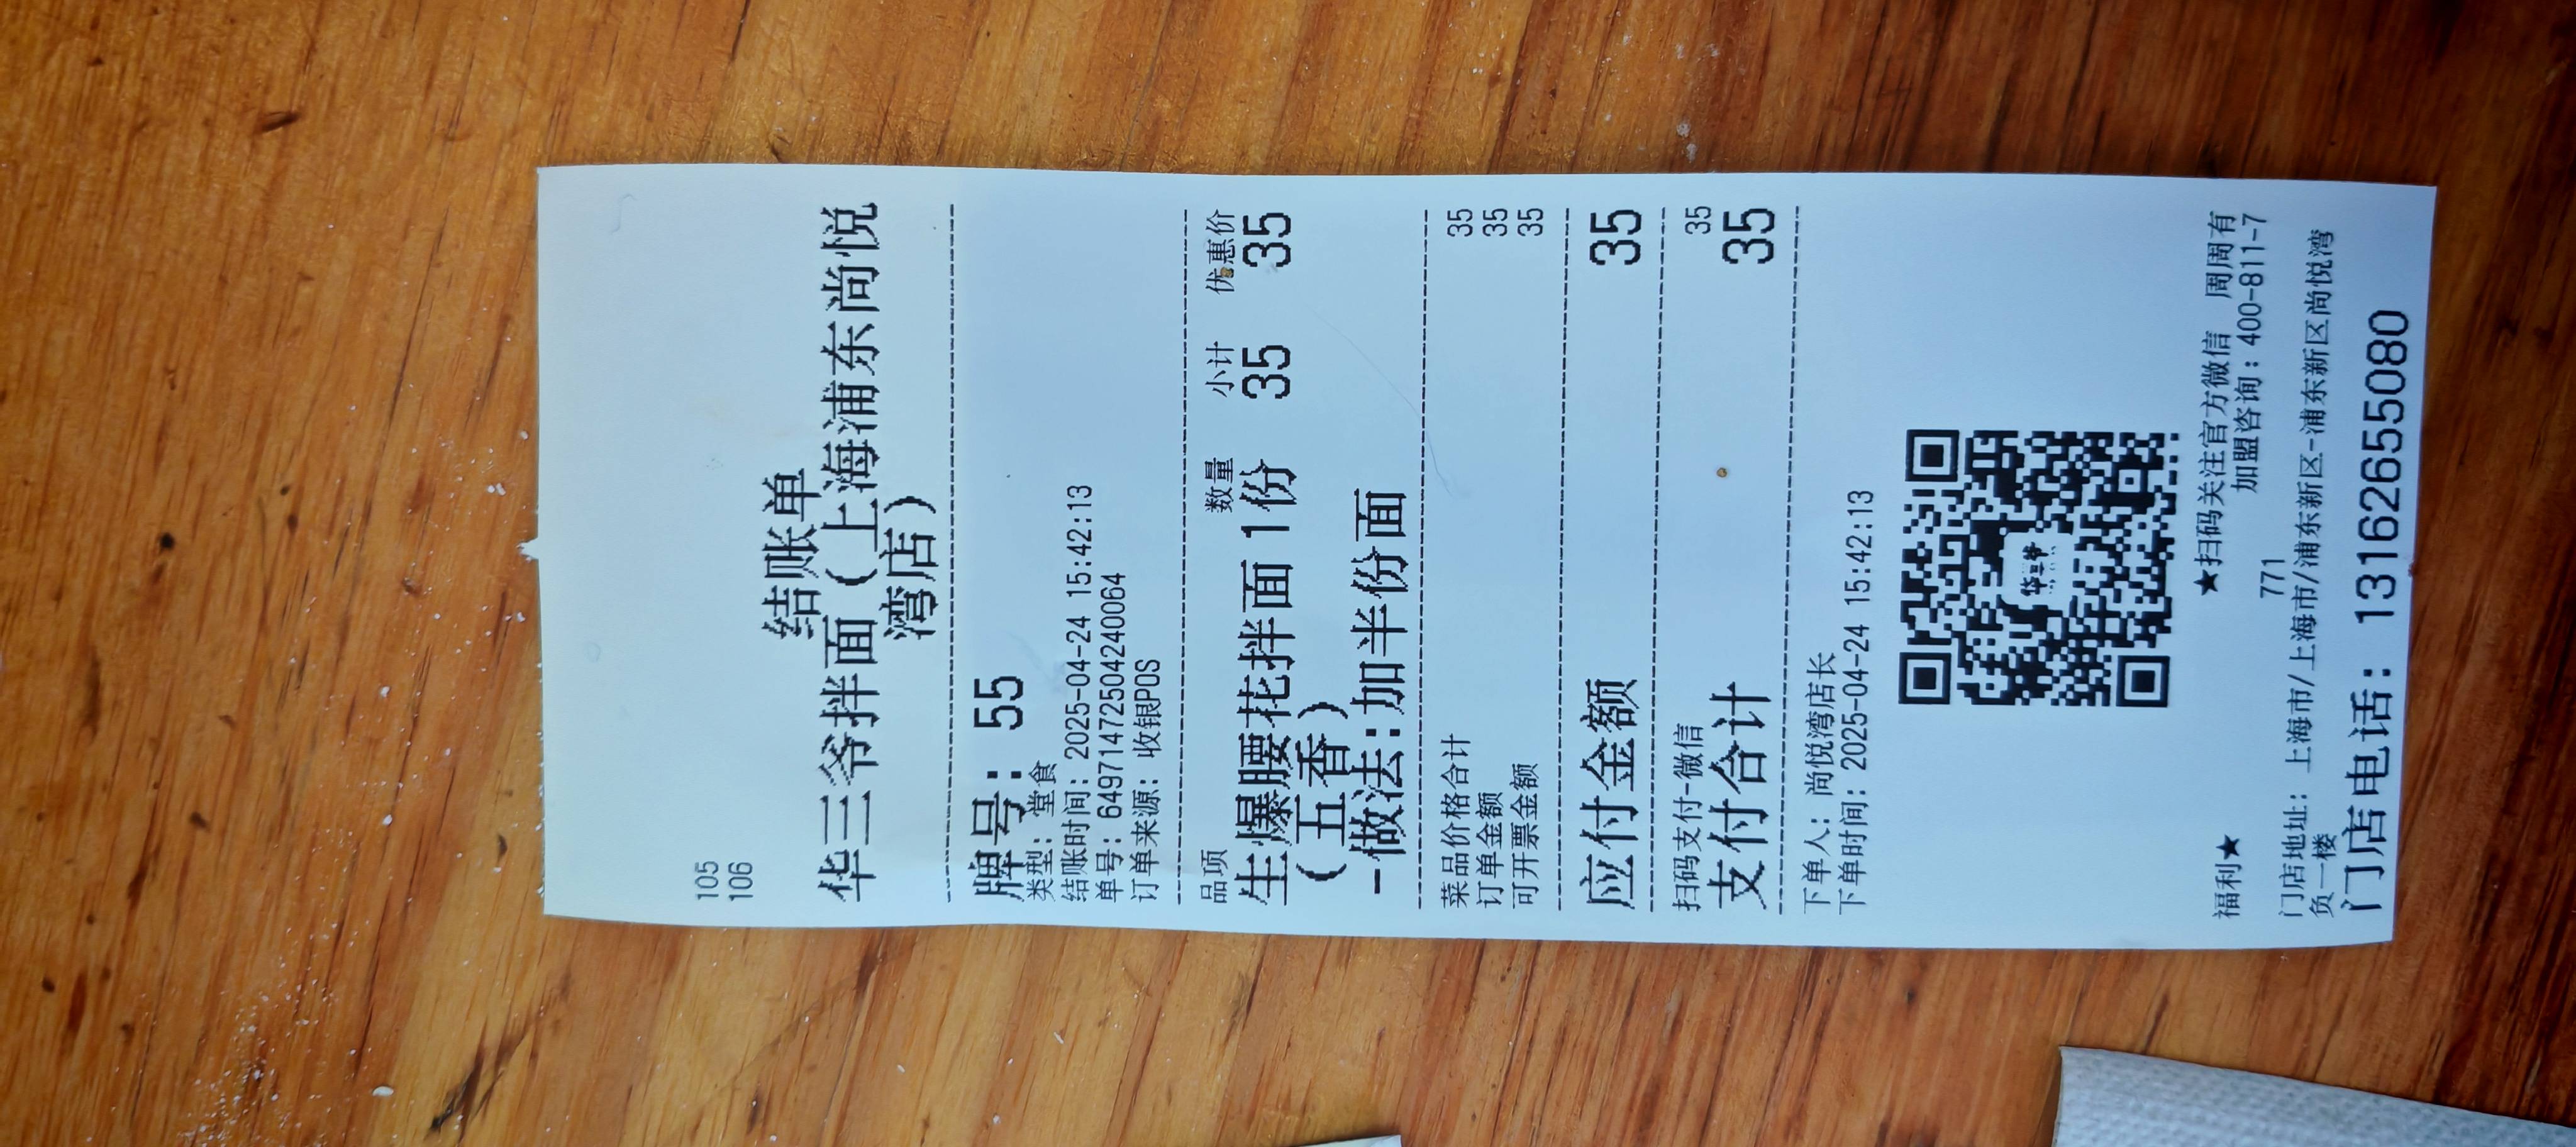 105
106
结账单
华三爷拌面(上海浦东尚悦
湾店)
牌号: 55
类型: 堂食
结账时间: 2025-04-24 15:42:13
单号: 649714725042400​64
订单来源: 收银POS
品项 数量 小计 优惠价
生爆腰花拌面 1份 35 35
(五香)
-做法:加半份面
菜品价格合计 35
订单金额 35
可开票金额 35
应付金额 35
扫码支付-微信 35
支付合计 35
下单人: 尚悦湾店长
下单时间: 2025-04-24 15:42:13
华三爷
★扫码关注官方微信 周周有
福利★
加盟咨询: 400-811-7
771
门店地址: 上海市/上海市/浦东新区-浦东新区尚悦湾
负一楼
门店电话: 13162655080